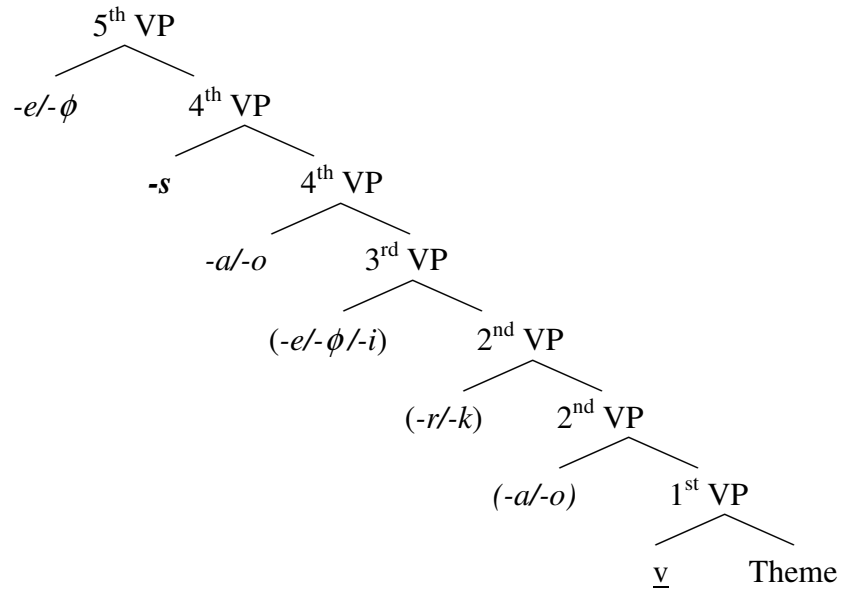 5th VP
-e/-ϕ 4th VP
-s 4th VP
-a/-o 3rd VP
(-e/-ϕ/-i) 2nd VP
(-r/-k) 2nd VP
(-a/-o) 1st VP
v Theme